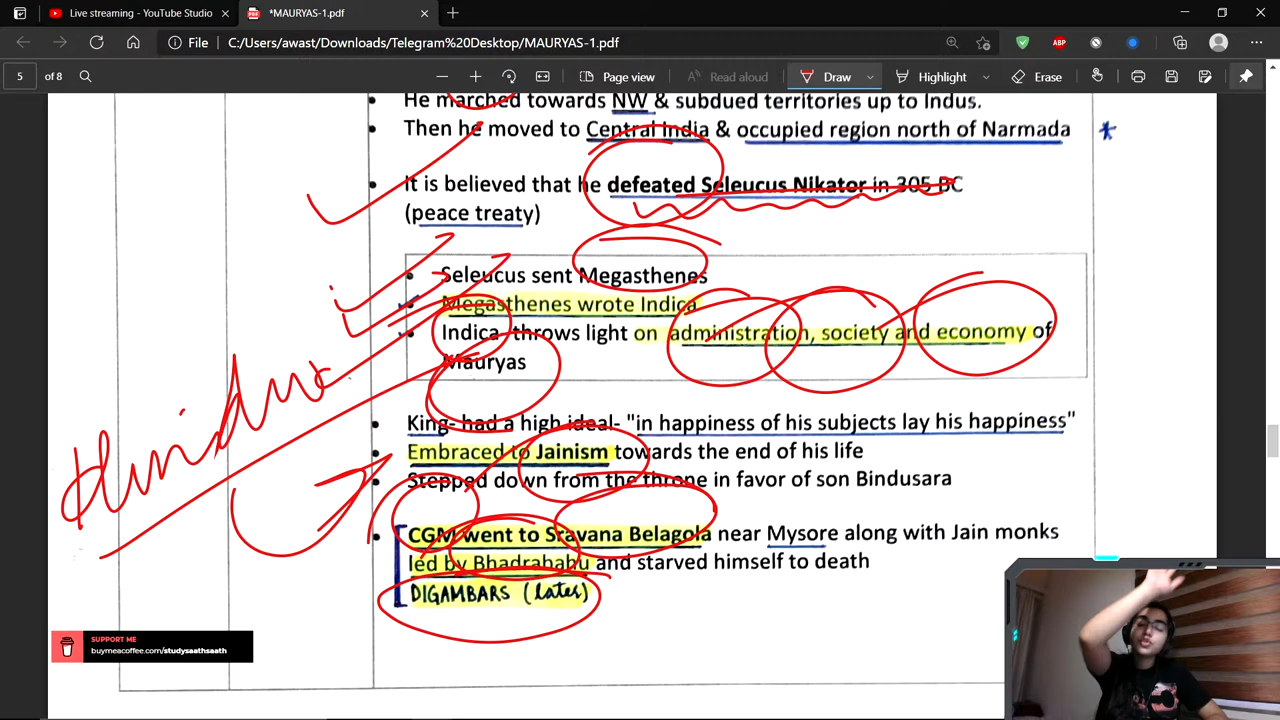 Live streaming - YouTube Studio
*MAURYAS-1.pdf
File
C:/Users/awast/Downloads/Telegram%20Desktop/MAURYAS-1.pdf
5 of 8
Page view
Read aloud
Draw
Highlight
Erase
ABP
He marched towards NW & subdued territories up to Indus.
Then he moved to Central India & occupied region north of Narmada *
It is believed that he defeated Seleucus Nikator in 305 BC
(peace treaty)
Seleucus sent Megasthenes
Megasthenes wrote Indica
Indica throws light on administration, society and economy of
Mauryas
King- had a high ideal- "in happiness of his subjects lay his happiness"
Embraced to Jainism towards the end of his life
Stepped down from the throne in favor of son Bindusara
CGM went to Sravana Belagola near Mysore along with Jain monks
led by Bhadrabahu and starved himself to death
DIGAMBARS (later)
SUPPORT ME
buymeacoffee.com/studysaathsaath